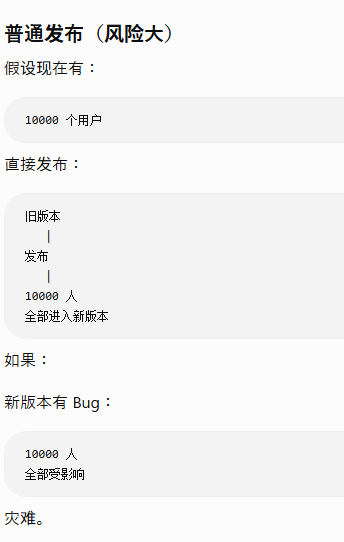 普通发布（风险大）
假设现在有：
10000 个用户
直接发布：
旧版本
|
发布
|
10000 人
全部进入新版本
如果：
新版本有 Bug：
10000 人
全部受影响
灾难。